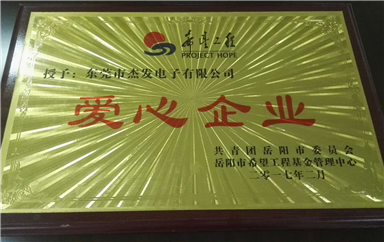 希望工程
PROJECT HOPE
授予：东莞市杰发电子有限公司
爱心企业
共青团岳阳市委员会
岳阳市希望工程基金管理中心
二零一七年二月